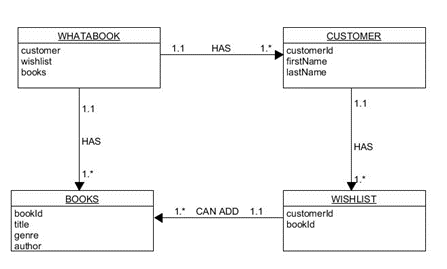 WHATABOOK
customer
wishlist
books
1.1 HAS 1.*
CUSTOMER
customerId
firstName
lastName
1.1
HAS
1.*
1.1
HAS
1.*
BOOKS
bookId
title
genre
author
1.* CAN ADD 1.1
WISHLIST
customerId
bookId